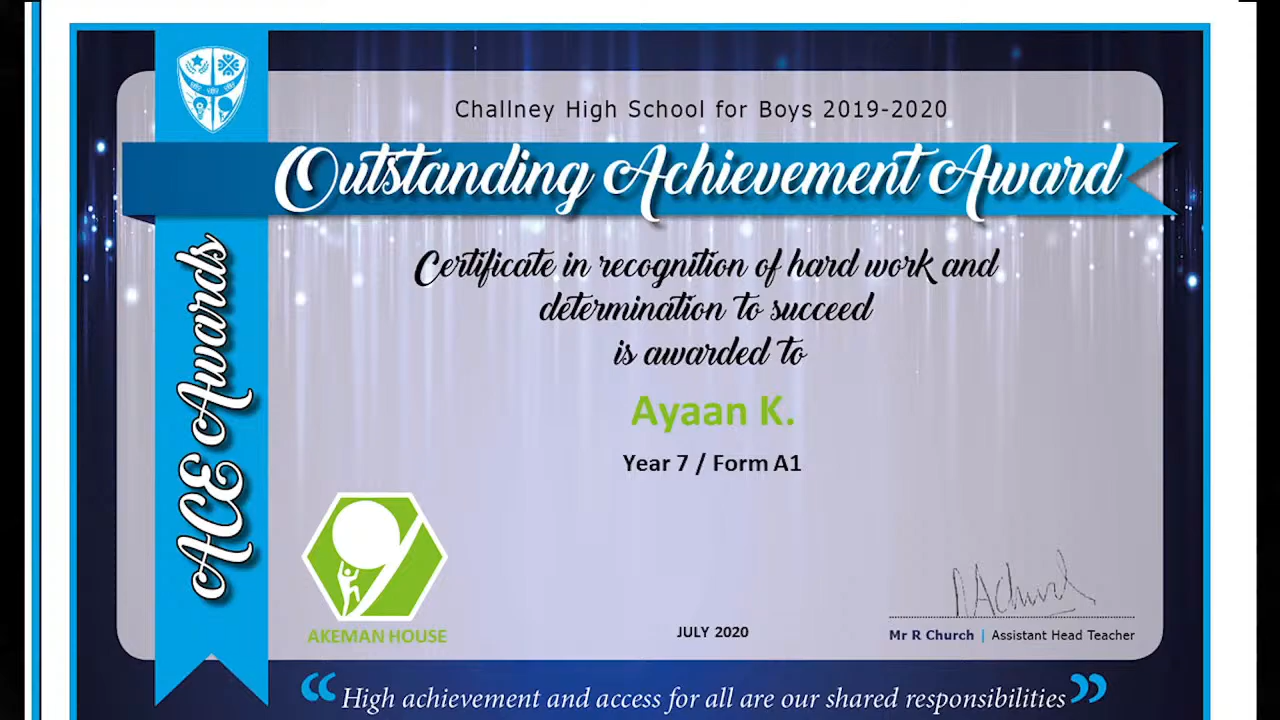 Challney High School for Boys 2019-2020
Outstanding Achievement Award
ACE Awards
Certificate in recognition of hard work and
determination to succeed
is awarded to
Ayaan K.
Year 7 / Form A1
AKEMAN HOUSE
JULY 2020
RAChurch
Mr R Church | Assistant Head Teacher
“High achievement and access for all are our shared responsibilities”